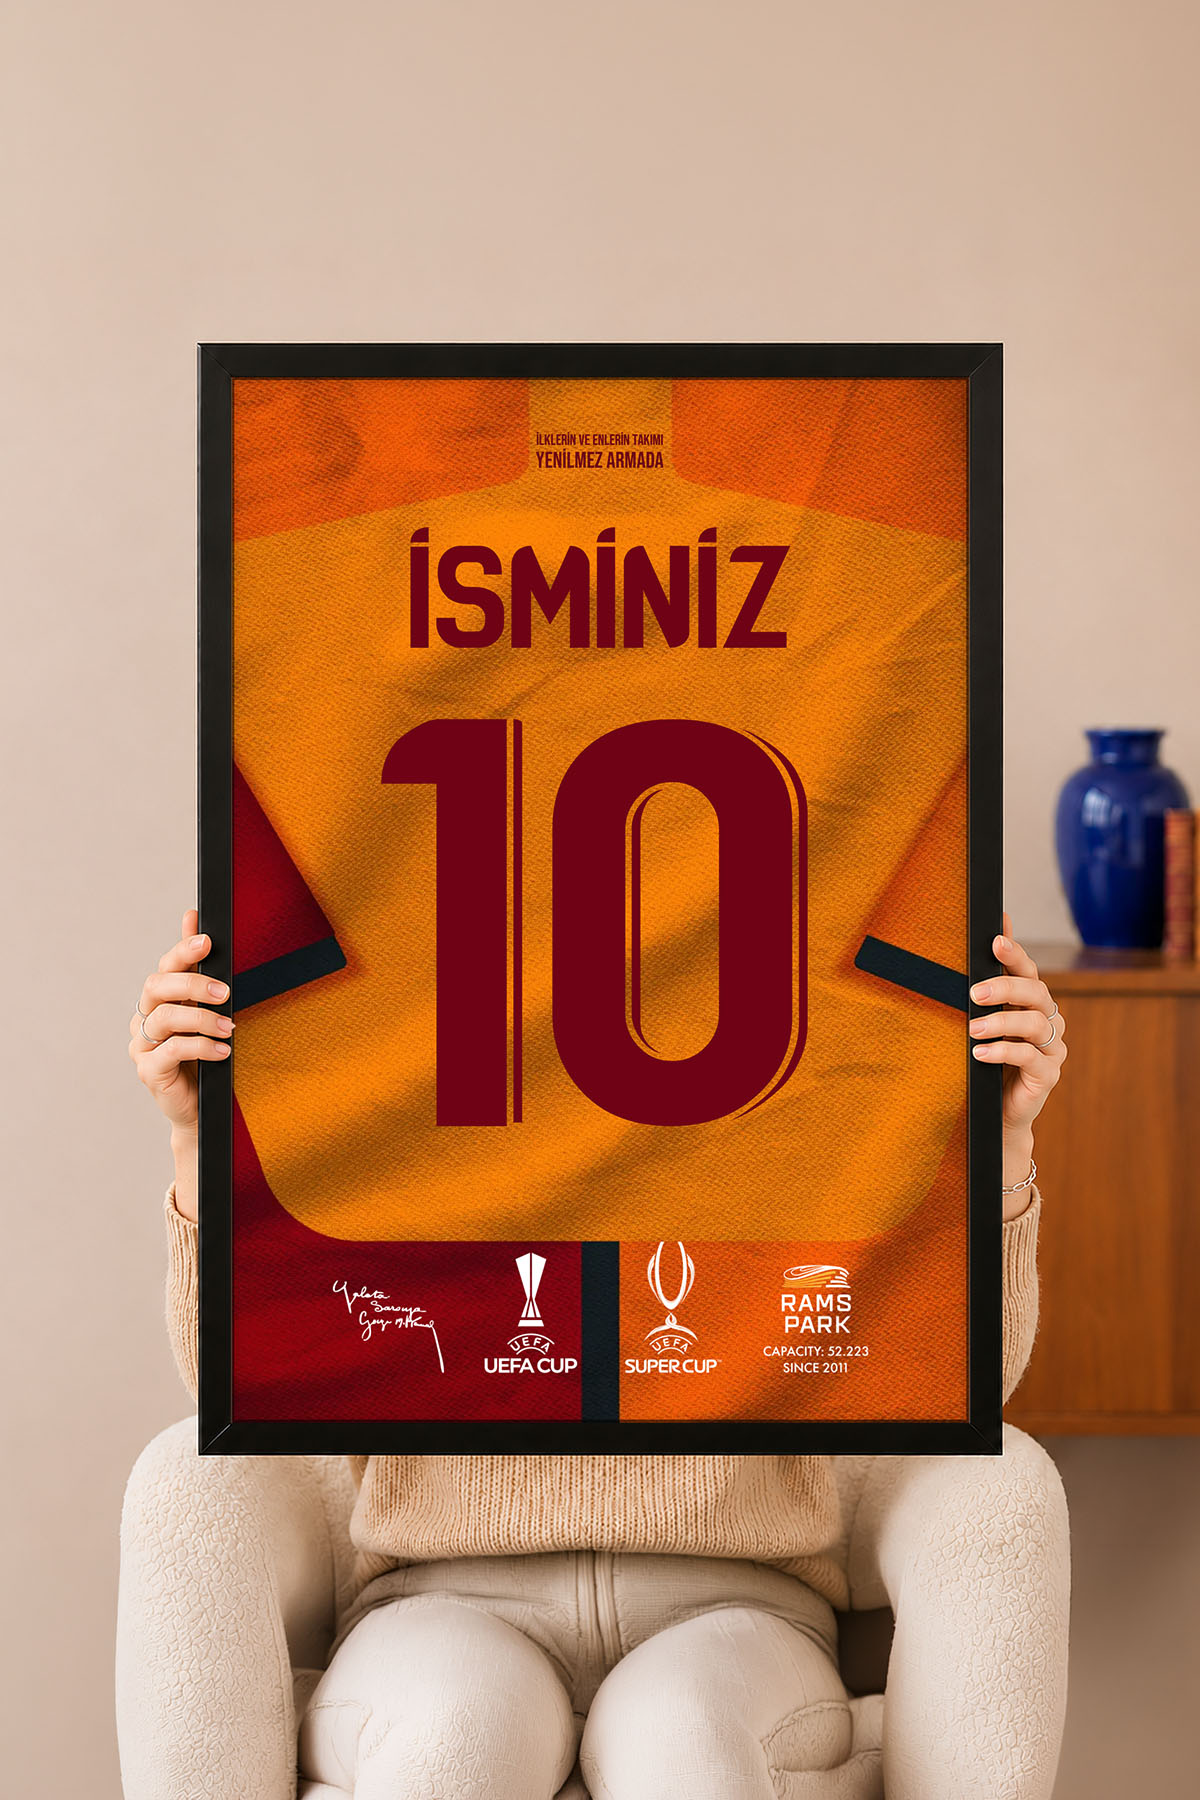 İLKLERİN VE ENLERİN TAKIMI
YENİLMEZ ARMADA
İSMİNİZ
10
UEFA
UEFA CUP
UEFA
SUPER CUP
RAMS
PARK
CAPACITY: 52.223
SINCE 2011